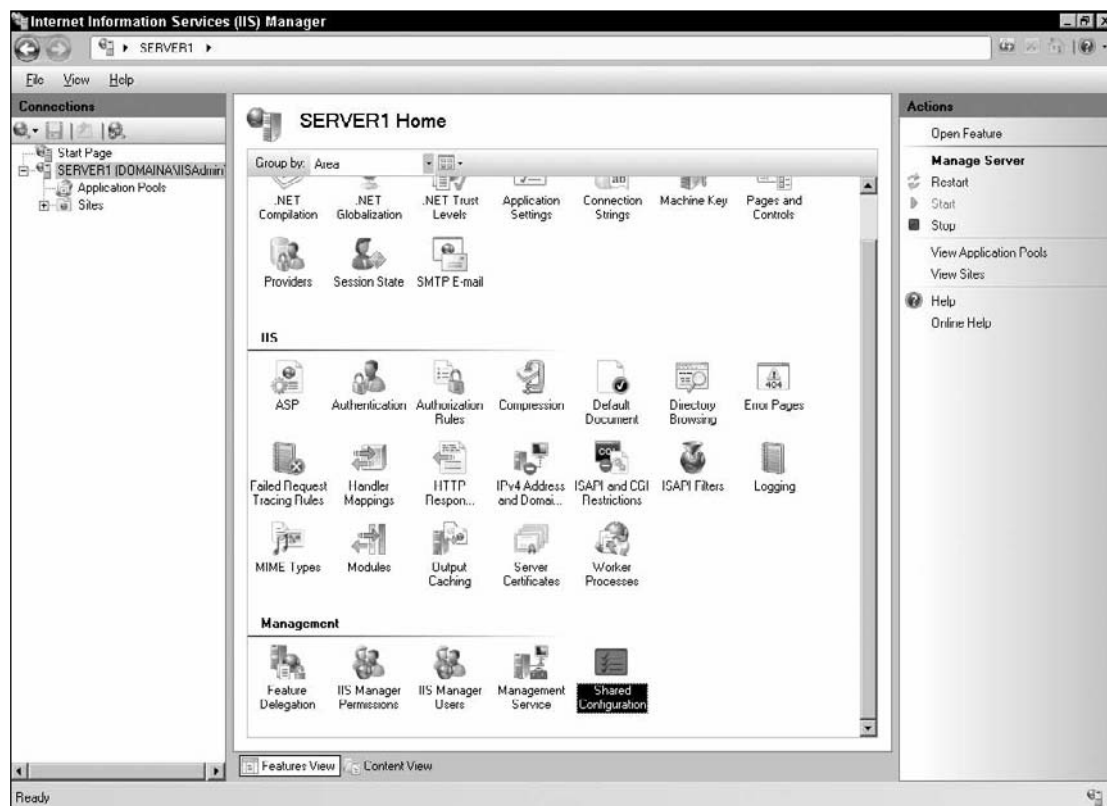 Internet Information Services (IIS) Manager
SERVER1
File View Help
Connections
Start Page
SERVER1 (DOMAINA\IISAdmin
Application Pools
Sites
SERVER1 Home
Group by: Area
.NET Compilation
.NET Globalization
.NET Trust Levels
Application Settings
Connection Strings
Machine Key
Pages and Controls
Providers
Session State
SMTP E-mail
IIS
ASP
Authentication
Authorization Rules
Compression
Default Document
Directory Browsing
Error Pages
Failed Request Tracing Rules
Handler Mappings
HTTP Respon...
IPv4 Address and Domai...
ISAPI and CGI Restrictions
ISAPI Filters
Logging
MIME Types
Modules
Output Caching
Server Certificates
Worker Processes
Management
Feature Delegation
IIS Manager Permissions
IIS Manager Users
Management Service
Shared Configuration
Features View
Content View
Actions
Open Feature
Manage Server
Restart
Start
Stop
View Application Pools
View Sites
Help
Online Help
Ready